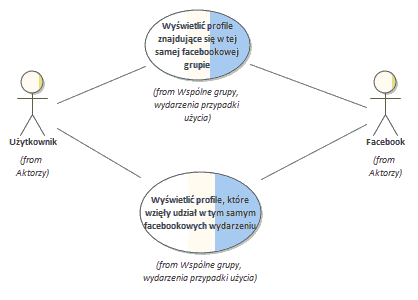 Wyświetlić profile
znajdujące się w tej
samej facebookowej
grupie
(from Wspólne grupy,
wydarzenia przypadki
użycia)
Użytkownik
(from
Aktorzy)
Facebook
(from
Aktorzy)
Wyświetlić profile, które
wzięły udział w tym samym
facebookowych wydarzeniu
(from Wspólne grupy,
wydarzenia przypadki użycia)